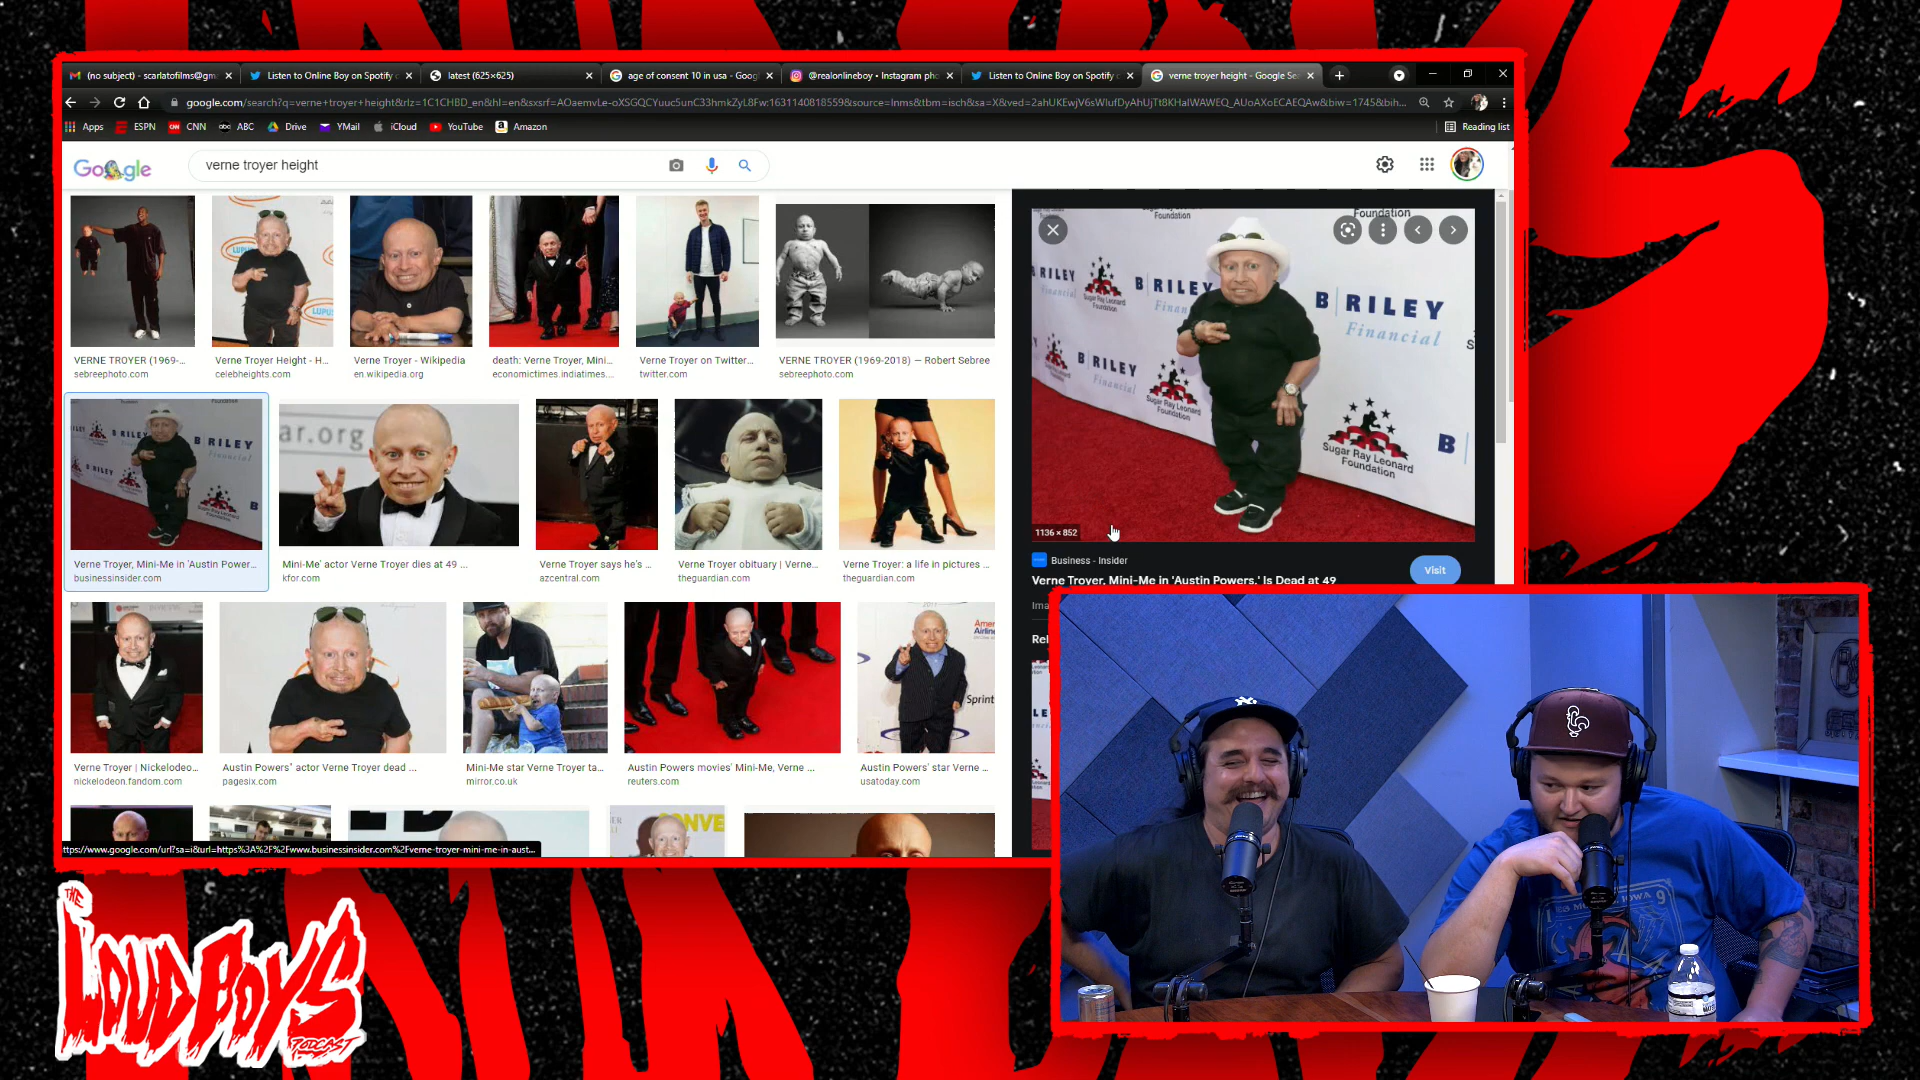 (no subject) - scarlatofilms@gm
Listen to Online Boy on Spotify
latest (625×625)
age of consent 10 in usa - Goog
@realonlineboy • Instagram pho
Listen to Online Boy on Spotify
verne troyer height - Google Se
Apps
ESPN
CNN
ABC
Drive
YMail
iCloud
YouTube
Amazon
Reading list
Google
verne troyer height
VERNE TROYER (1969-...
sebreephoto.com
Verne Troyer Height - H...
celebheights.com
Verne Troyer - Wikipedia
en.wikipedia.org
death: Verne Troyer, Mini...
economictimes.indiatimes....
Verne Troyer on Twitter...
twitter.com
VERNE TROYER (1969-2018) — Robert Sebree
sebreephoto.com
Verne Troyer, Mini-Me in 'Austin Power...
businessinsider.com
ar.org
Mini-Me' actor Verne Troyer dies at 49 ...
kfor.com
Verne Troyer says he's ...
azcentral.com
Verne Troyer obituary | Verne...
theguardian.com
Verne Troyer: a life in pictures ...
theguardian.com
Verne Troyer | Nickelodeo...
nickelodeon.fandom.com
Austin Powers" actor Verne Troyer dead ...
pagesix.com
Mini-Me star Verne Troyer ta...
mirror.co.uk
Austin Powers movies' Mini-Me, Verne ...
reuters.com
Sprint
Austin Powers' star Verne ...
usatoday.com
Foundation
B|RILEY
Financial
B|RILEY
Financial
Sugar Ray Leonard
Foundation
1136 × 852
Business - Insider
Verne Troyer, Mini-Me in 'Austin Powers,' Is Dead at 49
Visit
THE
LOUD BOYS
PODCAST